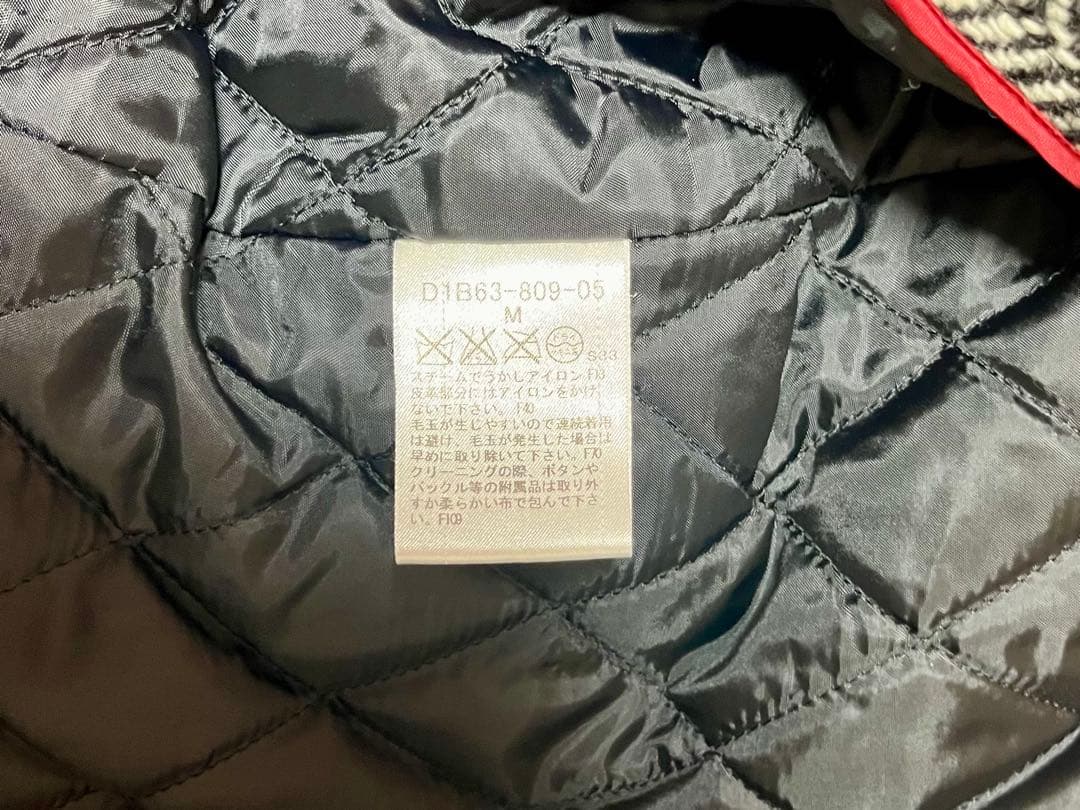 D1B63-809-05
M
S33
スチームでうかしアイロンF13
皮革部分にはアイロンをかけ
ないで下さい。F40
毛玉が生じやすいので連続着用
は避け、毛玉が発生した場合は
早めに取り除いて下さい。F70
クリーニングの際、ボタンや
バックル等の附属品は取り外
すか柔らかい布で包んで下さ
い。F109